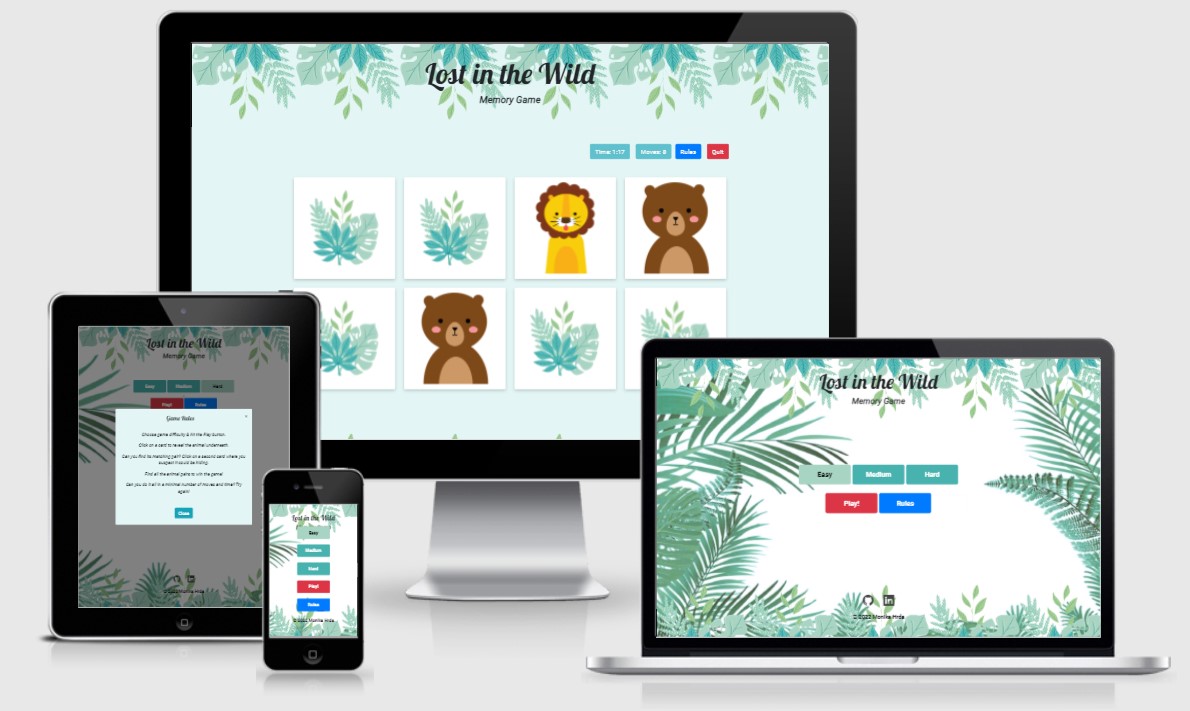 Lost in the Wild
Memory Game
Time: 1:17 Moves: 8 Rules Quit
Lost in the Wild
Memory Game
Easy Medium Hard
Play! Rules
Game Rules
×
Choose game difficulty & hit the Play button.
Click on a card to reveal the animal underneath.
Can you find its matching pair? Click on a second card where you
suspect it could be hiding.
Find all the animal pairs to win the game!
Can you do it all in a minimal number of moves and time? Try
again!
Close
© 2022 Monika Hrda
Lost in the Wild
Easy
Medium
Hard
Play!
Rules
© 2022 Monika Hrda
Lost in the Wild
Memory Game
Easy Medium Hard
Play! Rules
in
© 2022 Monika Hrda